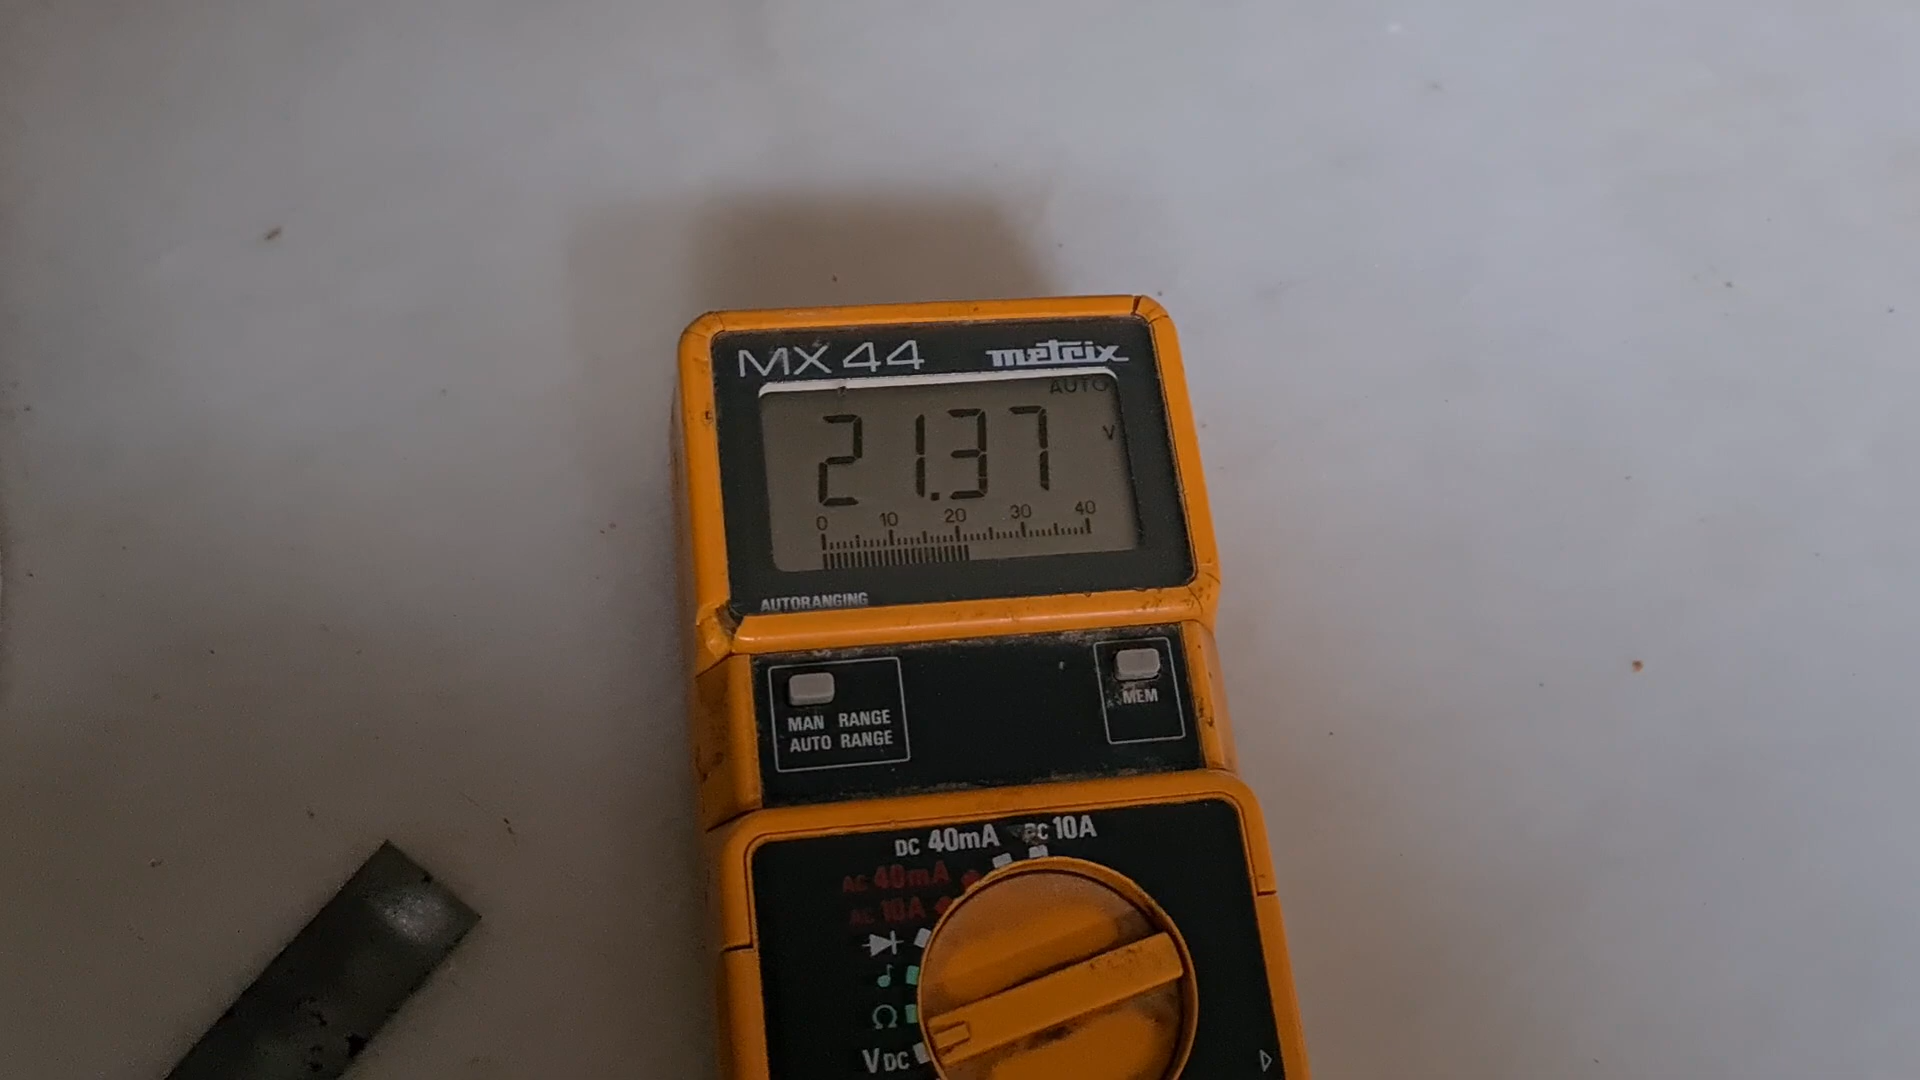 MX 44 metrix
AUTO
21.37 V
0 10 20 30 40
AUTORANGING
MAN RANGE
AUTO RANGE
MEM
DC 40mA DC 10A
AC 40mA
AC 10A
Ω
V DC